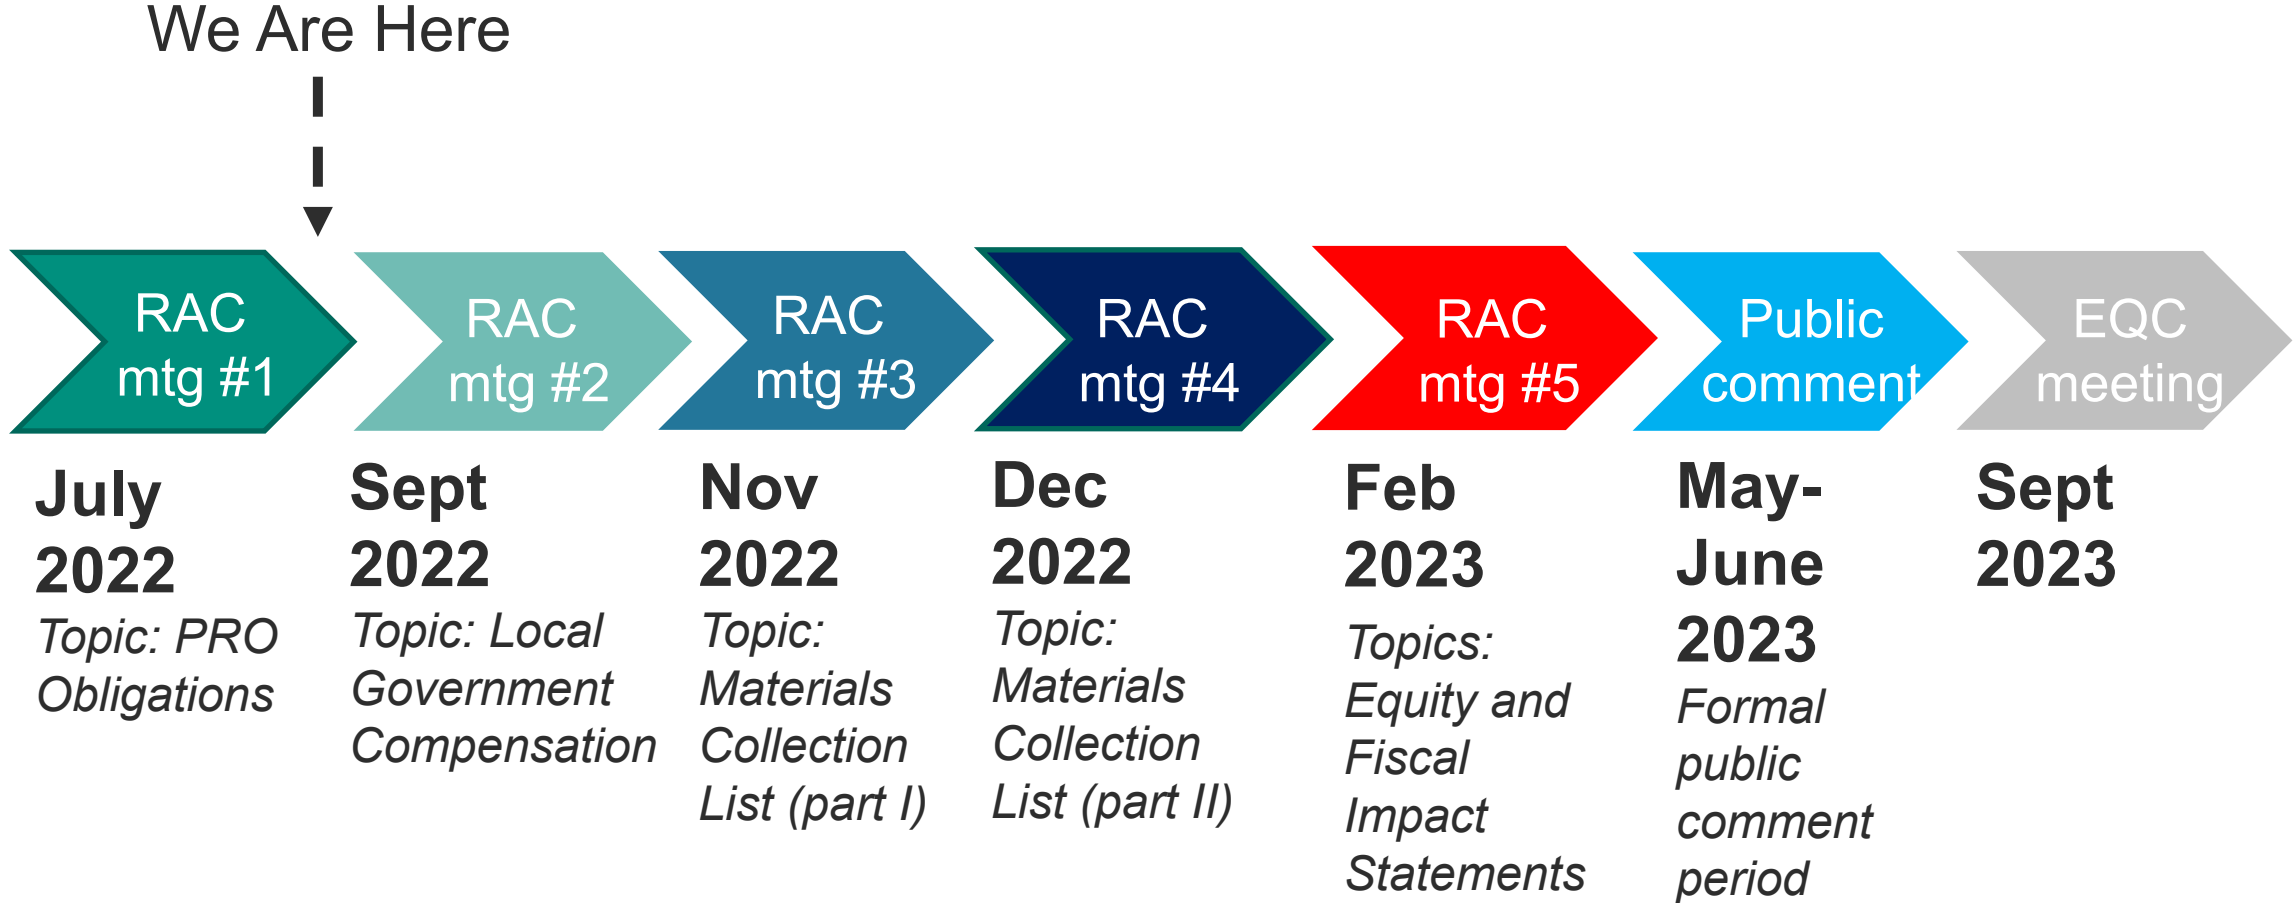 We Are Here
RAC
mtg #1
RAC
mtg #2
RAC
mtg #3
RAC
mtg #4
RAC
mtg #5
Public
comment
EQC
meeting
July
2022
Topic: PRO
Obligations
Sept
2022
Topic: Local
Government
Compensation
Nov
2022
Topic:
Materials
Collection
List (part I)
Dec
2022
Topic:
Materials
Collection
List (part II)
Feb
2023
Topics:
Equity and
Fiscal
Impact
Statements
May-
June
2023
Formal
public
comment
period
Sept
2023